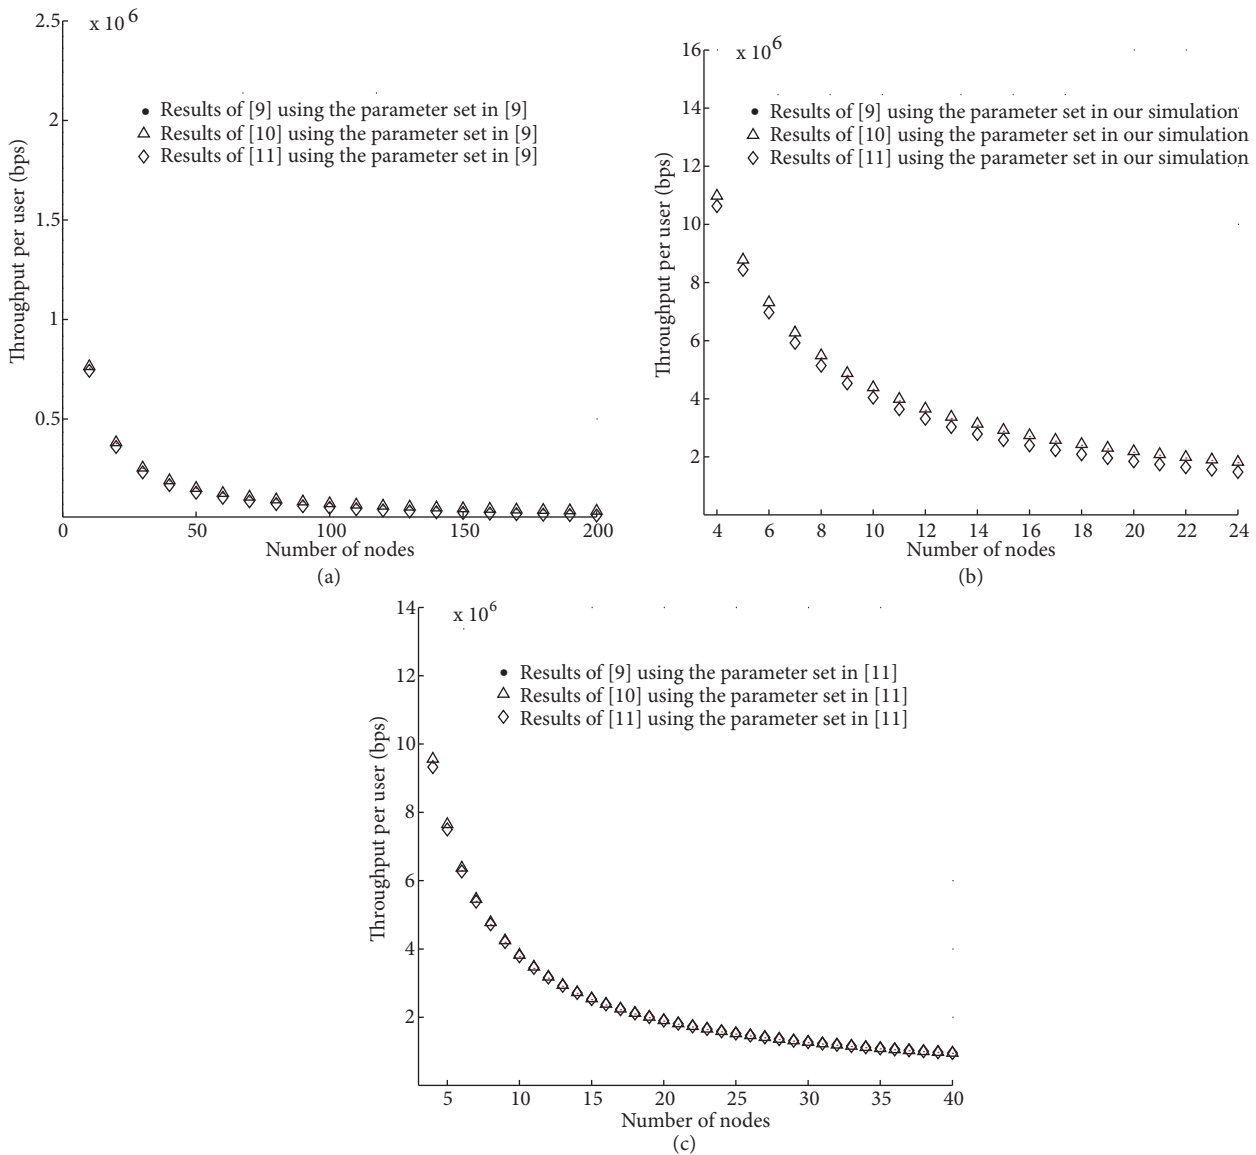 x 10^6
2.5
2
1.5
1
0.5
Throughput per user (bps)
Results of [9] using the parameter set in [9]
Results of [10] using the parameter set in [9]
Results of [11] using the parameter set in [9]
0 50 100 150 200
Number of nodes
(a)
x 10^6
16
14
12
10
8
6
4
2
Throughput per user (bps)
Results of [9] using the parameter set in our simulation
Results of [10] using the parameter set in our simulation
Results of [11] using the parameter set in our simulation
4 6 8 10 12 14 16 18 20 22 24
Number of nodes
(b)
x 10^6
14
12
10
8
6
4
2
Throughput per user (bps)
Results of [9] using the parameter set in [11]
Results of [10] using the parameter set in [11]
Results of [11] using the parameter set in [11]
5 10 15 20 25 30 35 40
Number of nodes
(c)